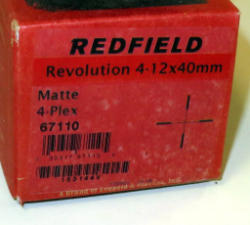 REDFIELD
Revolution 4-12x40mm
Matte
4-Plex
67110